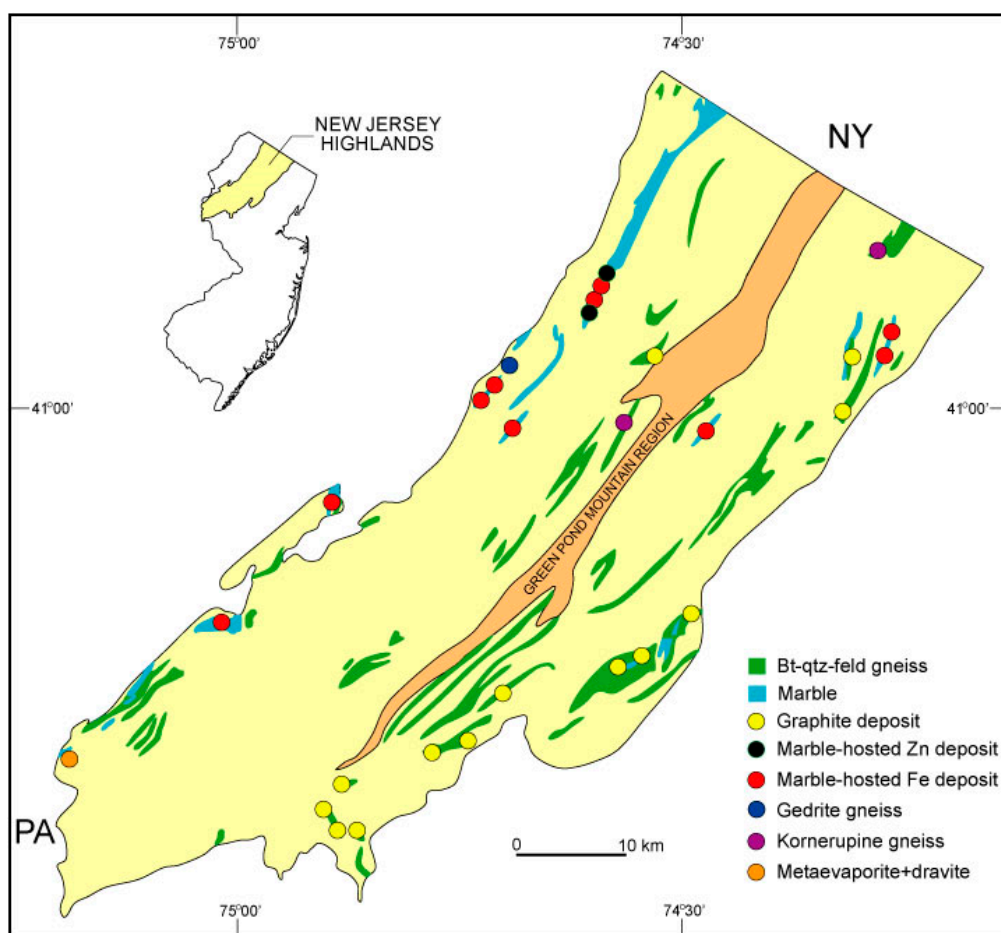 75°00'
74°30'
NEW JERSEY
HIGHLANDS
NY
41°00'
41°00'
GREEN POND MOUNTAIN REGION
Bt-qtz-feld gneiss
Marble
Graphite deposit
Marble-hosted Zn deposit
Marble-hosted Fe deposit
Gedrite gneiss
Kornerupine gneiss
Metaevaporite+dravite
PA
0 10 km
75°00'
74°30'